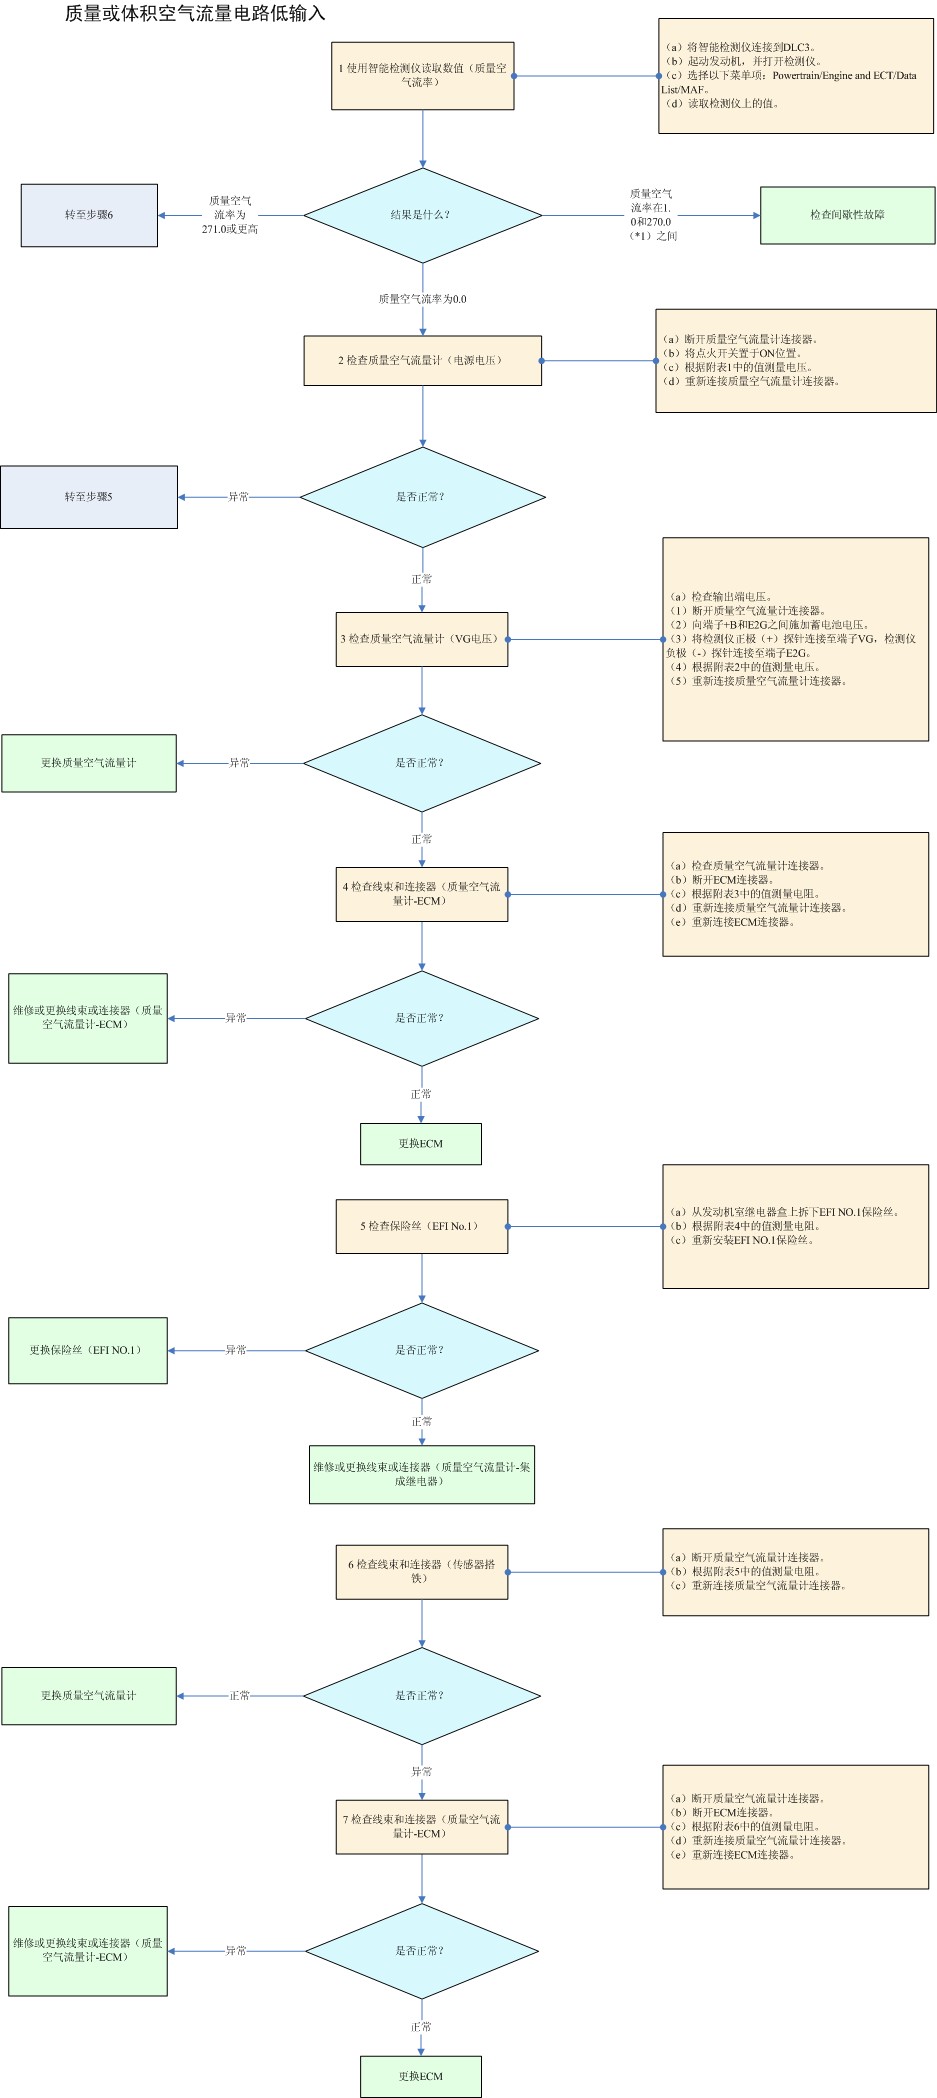 质量或体积空气流量电路低输入
1 使用智能检测仪读取数值（质量空
气流率）
（a）将智能检测仪连接到DLC3。
（b）起动发动机，并打开检测仪。
（c）选择以下菜单项：Powertrain/Engine and ECT/Data
List/MAF。
（d）读取检测仪上的值。
转至步骤6
质量空气
流率为
271.0或更高
结果是什么？
质量空气
流率在1.
0和270.0
（*1）之间
检查间歇性故障
质量空气流率为0.0
2 检查质量空气流量计（电源电压）
（a）断开质量空气流量计连接器。
（b）将点火开关置于ON位置。
（c）根据附表1中的值测量电压。
（d）重新连接质量空气流量计连接器。
转至步骤5
异常
是否正常？
正常
3 检查质量空气流量计（VG电压）
（a）检查输出端电压。
（1）断开质量空气流量计连接器。
（2）向端子+B和E2G之间施加蓄电池电压。
（3）将检测仪正极（+）探针连接至端子VG，检测仪
负极（-）探针连接至端子E2G。
（4）根据附表2中的值测量电压。
（5）重新连接质量空气流量计连接器。
更换质量空气流量计
异常
是否正常？
正常
4 检查线束和连接器（质量空气流
量计-ECM）
（a）检查质量空气流量计连接器。
（b）断开ECM连接器。
（c）根据附表3中的值测量电阻。
（d）重新连接质量空气流量计连接器。
（e）重新连接ECM连接器。
维修或更换线束或连接器（质量
空气流量计-ECM）
异常
是否正常？
正常
更换ECM
5 检查保险丝（EFI No.1）
（a）从发动机室继电器盒上拆下EFI NO.1保险丝。
（b）根据附表4中的值测量电阻。
（c）重新安装EFI NO.1保险丝。
更换保险丝（EFI NO.1）
异常
是否正常？
正常
维修或更换线束或连接器（质量空气流量计-集
成继电器）
6 检查线束和连接器（传感器搭
铁）
（a）断开质量空气流量计连接器。
（b）根据附表5中的值测量电阻。
（c）重新连接质量空气流量计连接器。
更换质量空气流量计
正常
是否正常？
异常
7 检查线束和连接器（质量空气流
量计-ECM）
（a）断开质量空气流量计连接器。
（b）断开ECM连接器。
（c）根据附表6中的值测量电阻。
（d）重新连接质量空气流量计连接器。
（e）重新连接ECM连接器。
维修或更换线束或连接器（质量
空气流量计-ECM）
异常
是否正常？
正常
更换ECM